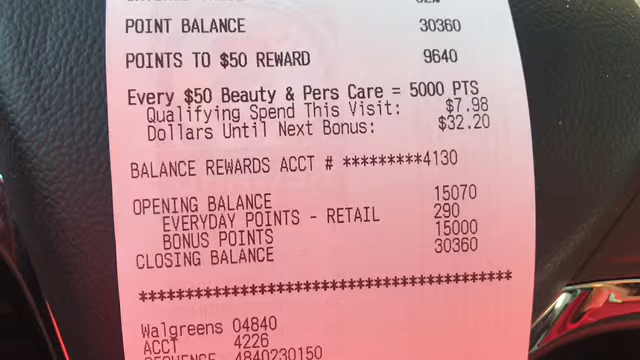 POINT BALANCE 30360
POINTS TO $50 REWARD 9640
Every $50 Beauty & Pers Care = 5000 PTS
Qualifying Spend This Visit: $7.98
Dollars Until Next Bonus: $32.20
BALANCE REWARDS ACCT # *********4130
OPENING BALANCE 15070
EVERYDAY POINTS - RETAIL 290
BONUS POINTS 15000
CLOSING BALANCE 30360
******************************************
Walgreens 04840
ACCT 4226
SEQUENCE 4840230150